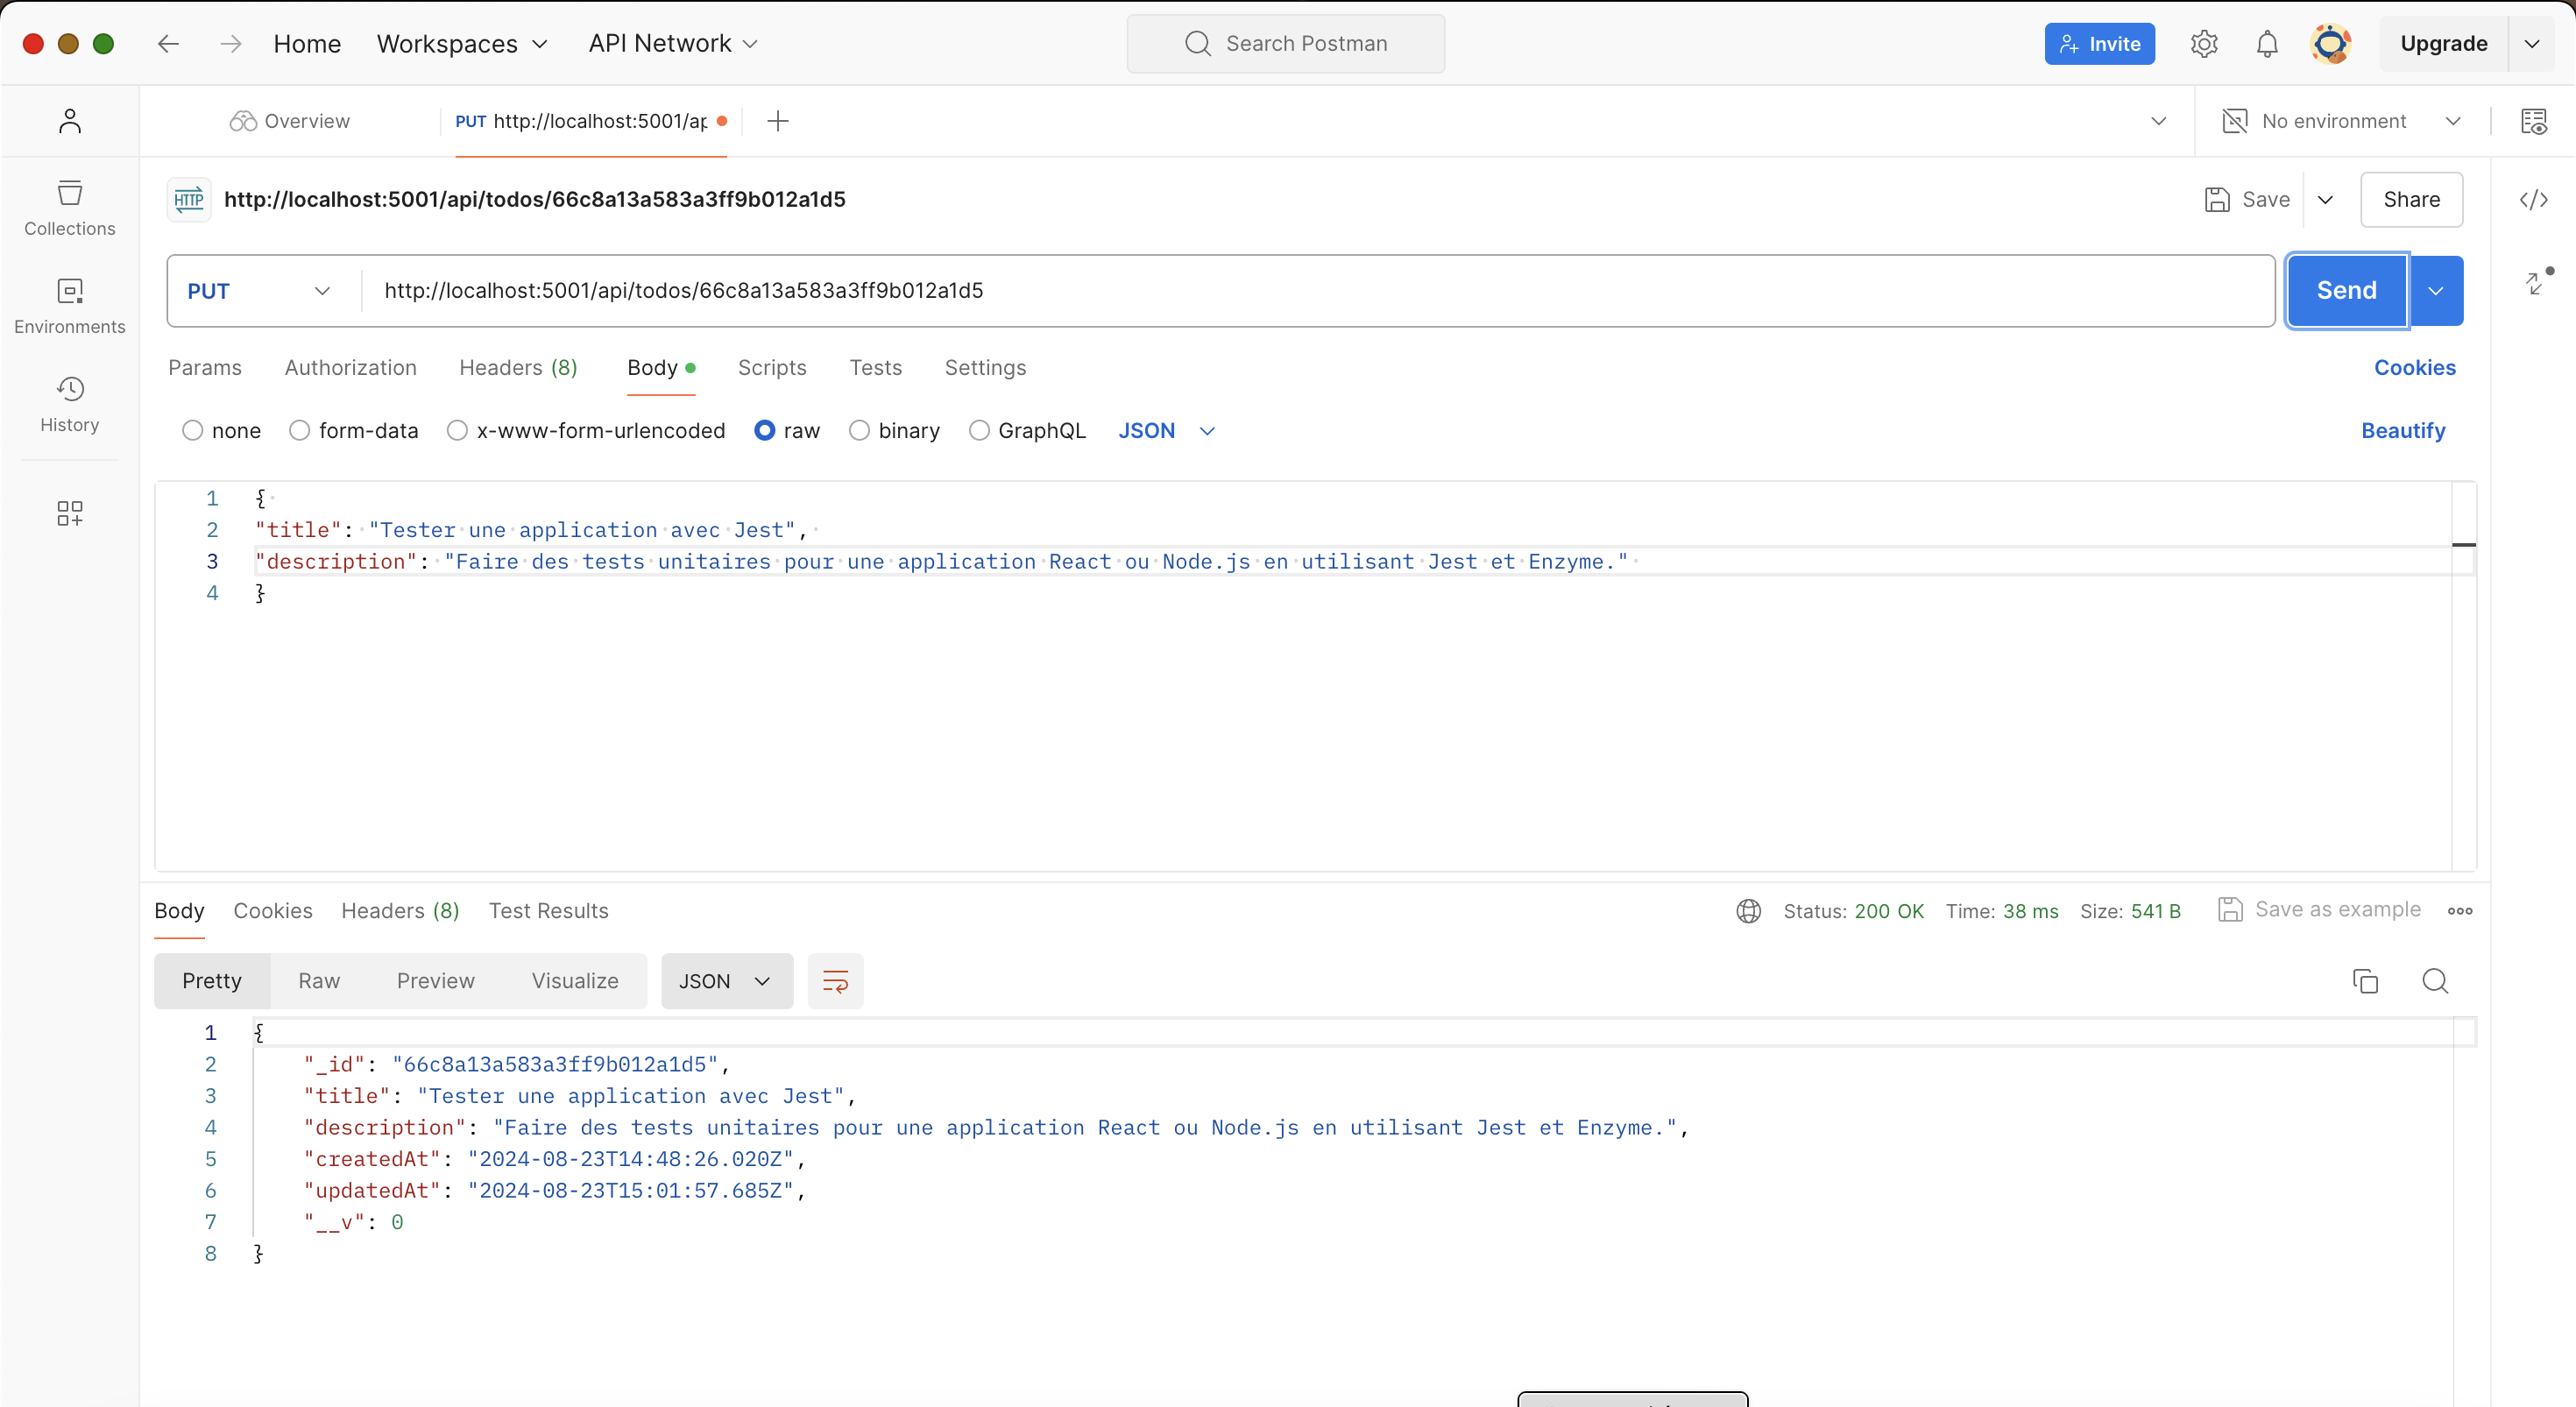 Home Workspaces API Network Search Postman Invite Upgrade
Overview PUT http://localhost:5001/ap No environment
HTTP http://localhost:5001/api/todos/66c8a13a583a3ff9b012a1d5 Save Share
Collections
PUT http://localhost:5001/api/todos/66c8a13a583a3ff9b012a1d5 Send
Environments
Params Authorization Headers (8) Body Scripts Tests Settings Cookies
History
none form-data x-www-form-urlencoded raw binary GraphQL JSON Beautify
1 {
2 "title": "Tester une application avec Jest",
3 "description": "Faire des tests unitaires pour une application React ou Node.js en utilisant Jest et Enzyme."
4 }
Body Cookies Headers (8) Test Results Status: 200 OK Time: 38 ms Size: 541 B Save as example
Pretty Raw Preview Visualize JSON
1 {
2 "_id": "66c8a13a583a3ff9b012a1d5",
3 "title": "Tester une application avec Jest",
4 "description": "Faire des tests unitaires pour une application React ou Node.js en utilisant Jest et Enzyme.",
5 "createdAt": "2024-08-23T14:48:26.020Z",
6 "updatedAt": "2024-08-23T15:01:57.685Z",
7 "__v": 0
8 }